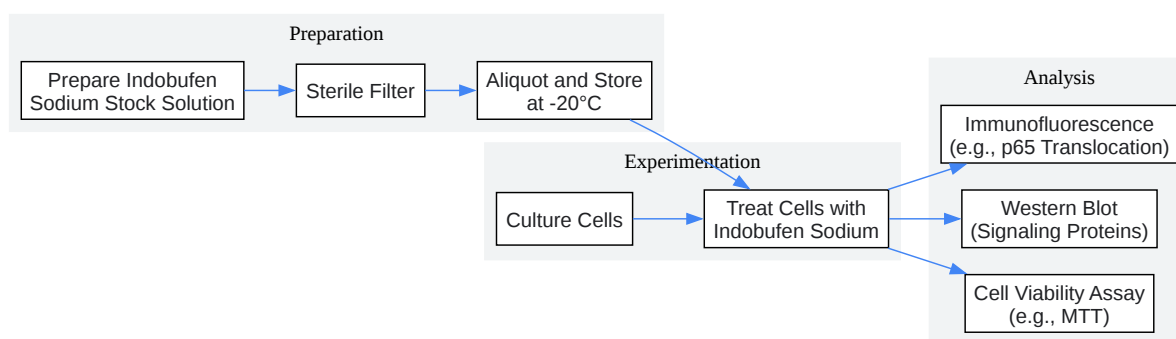 Preparation
Prepare Indobufen
Sodium Stock Solution
Sterile Filter
Aliquot and Store
at -20°C
Experimentation
Culture Cells
Treat Cells with
Indobufen Sodium
Analysis
Immunofluorescence
(e.g., p65 Translocation)
Western Blot
(Signaling Proteins)
Cell Viability Assay
(e.g., MTT)